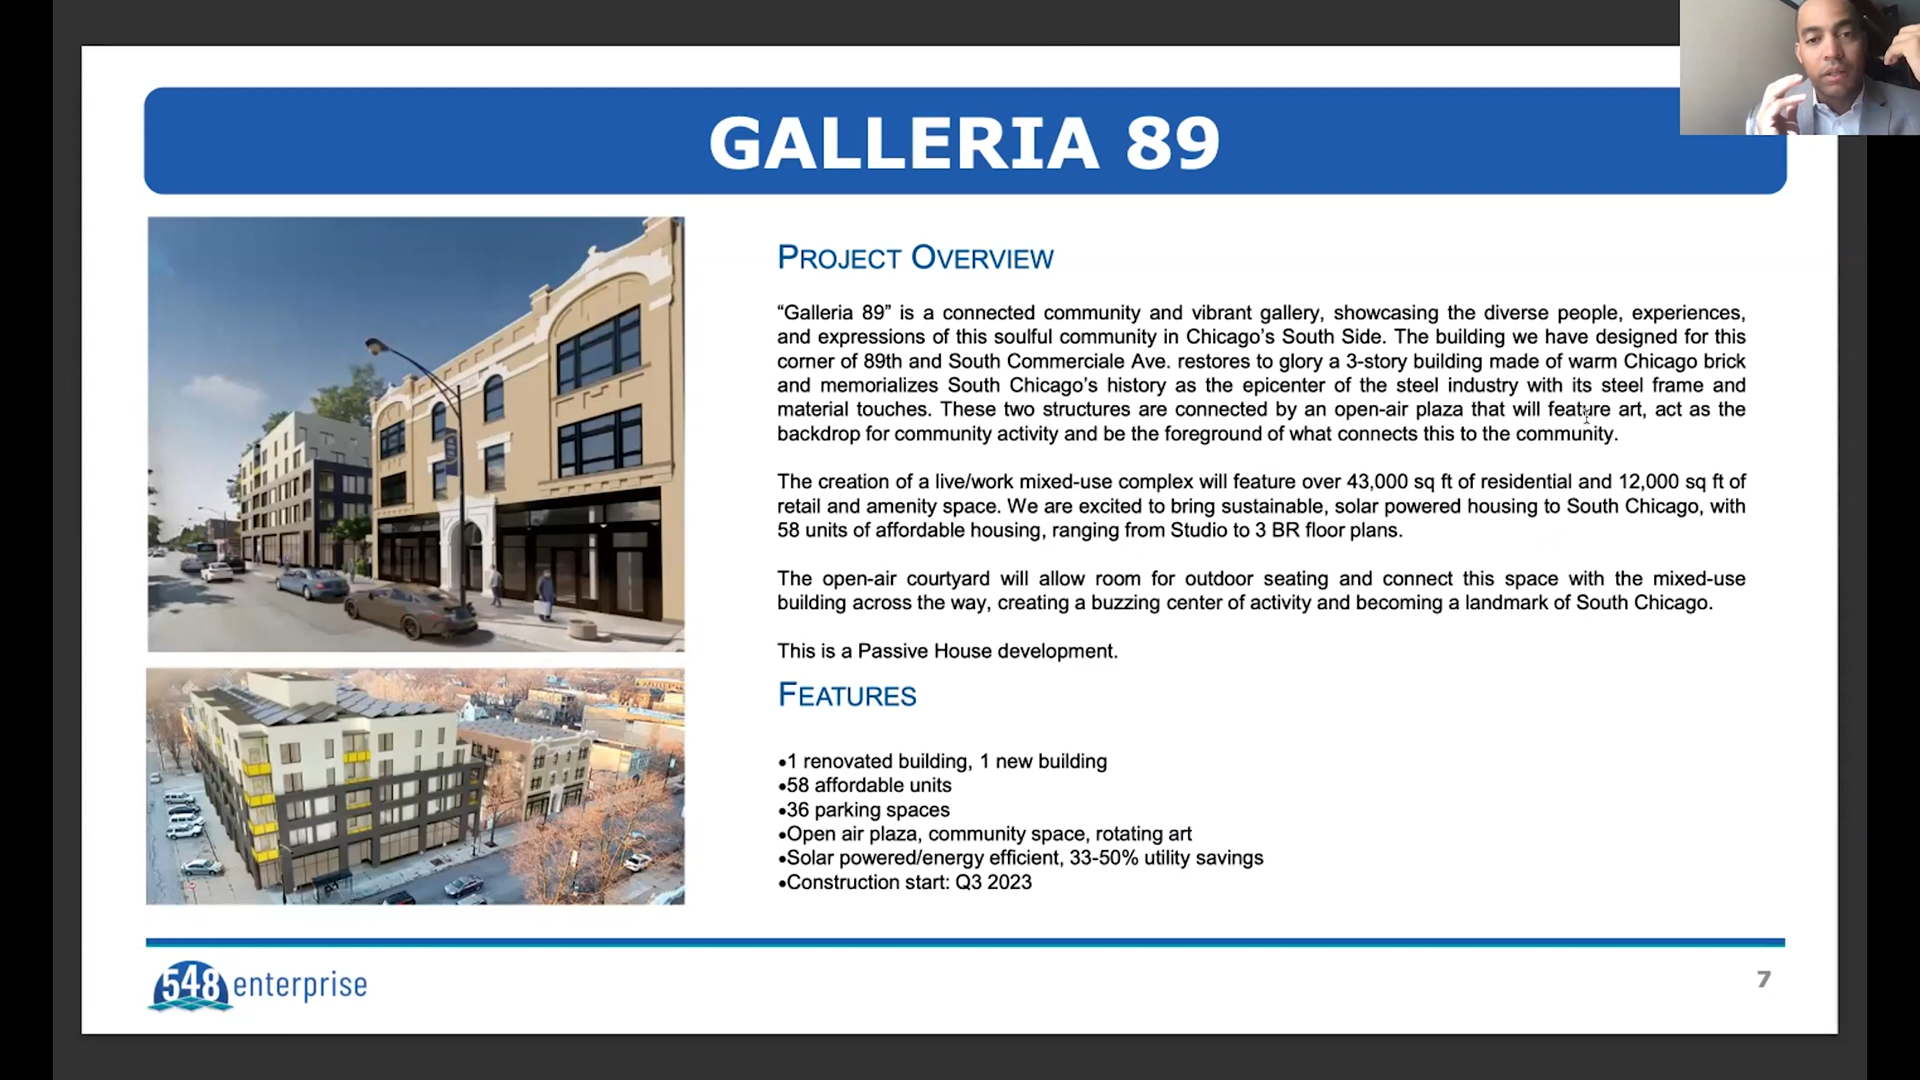 GALLERIA 89
PROJECT OVERVIEW
“Galleria 89” is a connected community and vibrant gallery, showcasing the diverse people, experiences,
and expressions of this soulful community in Chicago’s South Side. The building we have designed for this
corner of 89th and South Commerciale Ave. restores to glory a 3-story building made of warm Chicago brick
and memorializes South Chicago’s history as the epicenter of the steel industry with its steel frame and
material touches. These two structures are connected by an open-air plaza that will feature art, act as the
backdrop for community activity and be the foreground of what connects this to the community.
The creation of a live/work mixed-use complex will feature over 43,000 sq ft of residential and 12,000 sq ft of
retail and amenity space. We are excited to bring sustainable, solar powered housing to South Chicago, with
58 units of affordable housing, ranging from Studio to 3 BR floor plans.
The open-air courtyard will allow room for outdoor seating and connect this space with the mixed-use
building across the way, creating a buzzing center of activity and becoming a landmark of South Chicago.
This is a Passive House development.
FEATURES
•1 renovated building, 1 new building
•58 affordable units
•36 parking spaces
•Open air plaza, community space, rotating art
•Solar powered/energy efficient, 33-50% utility savings
•Construction start: Q3 2023
548 enterprise
7